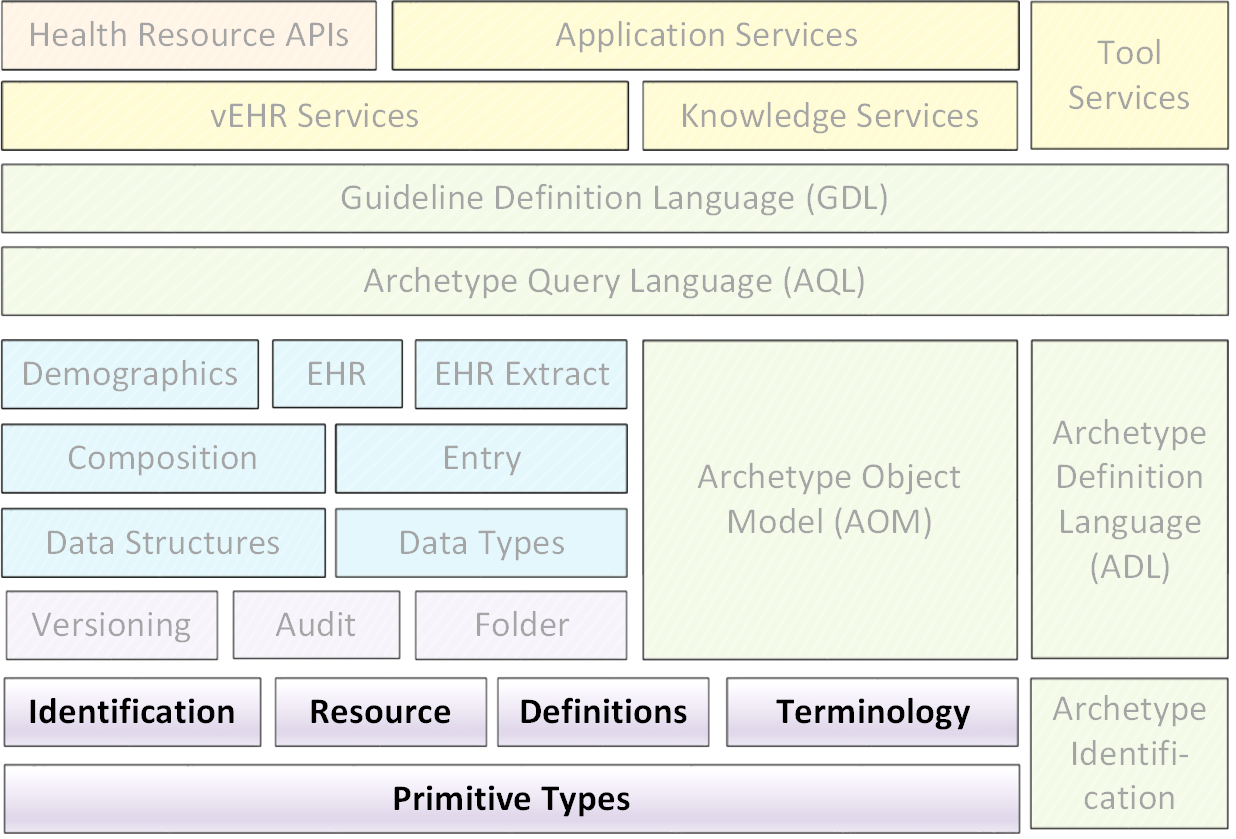 Health Resource APIs
Application Services
Tool
Services
vEHR Services
Knowledge Services
Guideline Definition Language (GDL)
Archetype Query Language (AQL)
Demographics
EHR
EHR Extract
Composition
Entry
Data Structures
Data Types
Versioning
Audit
Folder
Archetype Object
Model (AOM)
Archetype
Definition
Language
(ADL)
Identification
Resource
Definitions
Terminology
Archetype
Identifi-
cation
Primitive Types